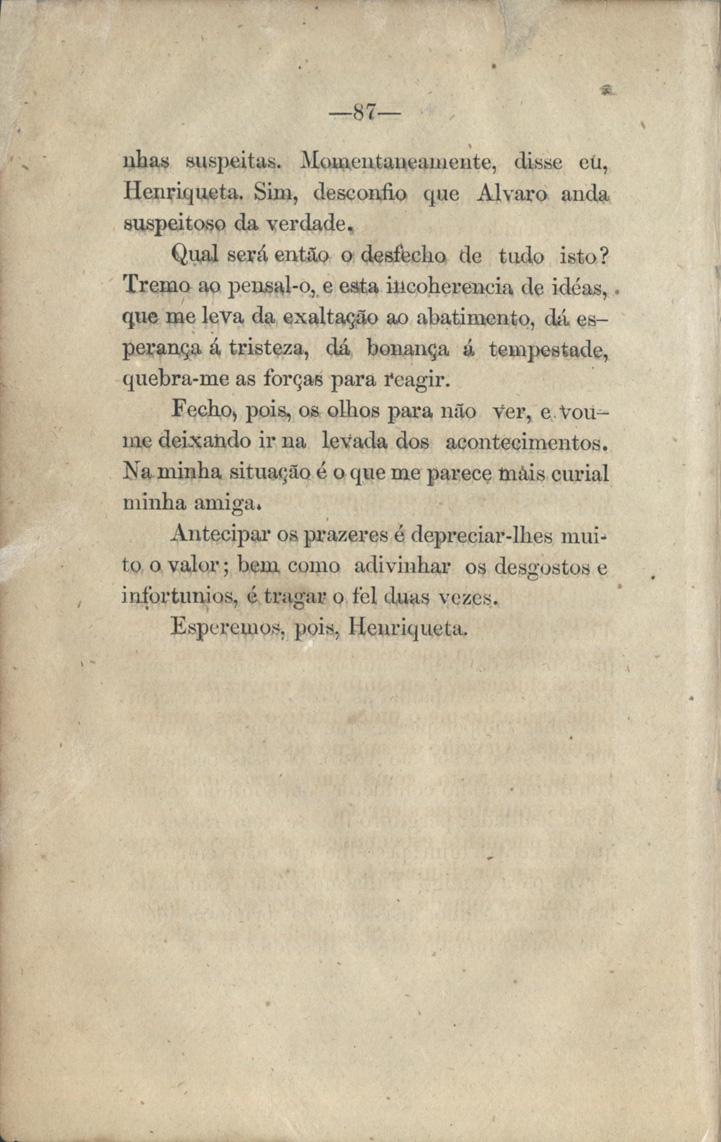 —87—
nhas suspeitas. Momentaneamente, disse eu,
Henriqueta. Sim, desconfio que Alvaro anda
suspeitoso da verdade.
Qual será então o desfecho de tudo isto?
Tremo ao pensal-o, e esta incoherencia de idéas,
que me leva da exaltação ao abatimento, dá es-
perança á tristeza, dá bonança á tempestade,
quebra-me as forças para reagir.
Fecho, pois, os olhos para não ver, e vou-
me deixando ir na levada dos acontecimentos.
Na minha situação é o que me parece mais curial
minha amiga.
Antecipar os prazeres é depreciar-lhes mui-
to o valor; bem como adivinhar os desgostos e
infortunios, é tragar o fel duas vezes.
Esperemos, pois, Henriqueta.